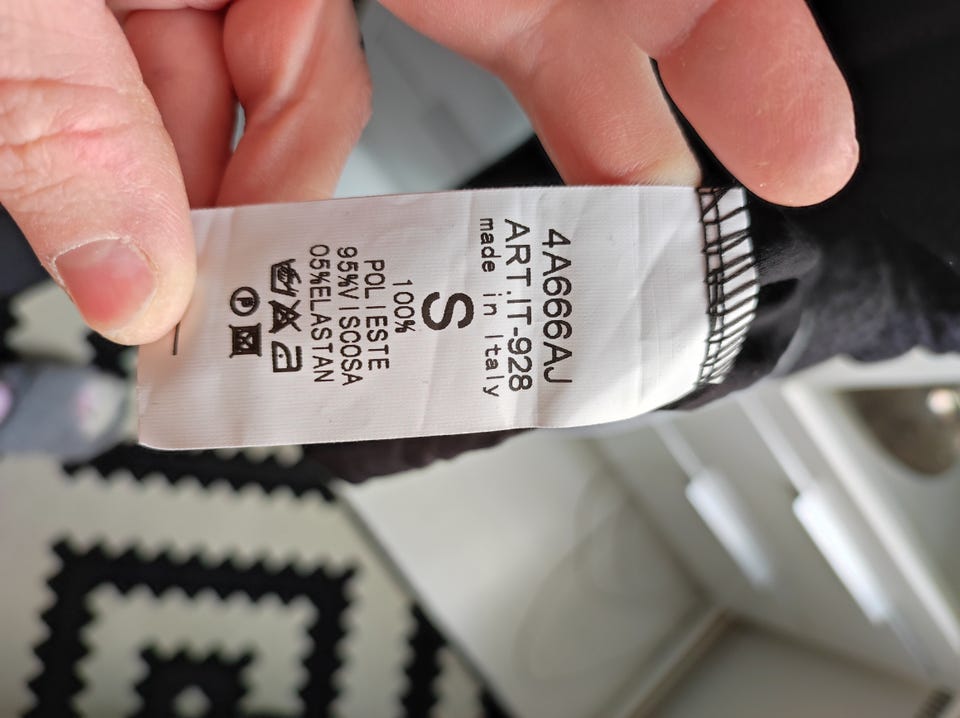 4A666AJ
ART.IT-928
made in Italy
S
100%
POLIESTE
95%VISCOSA
05%ELASTAN
P